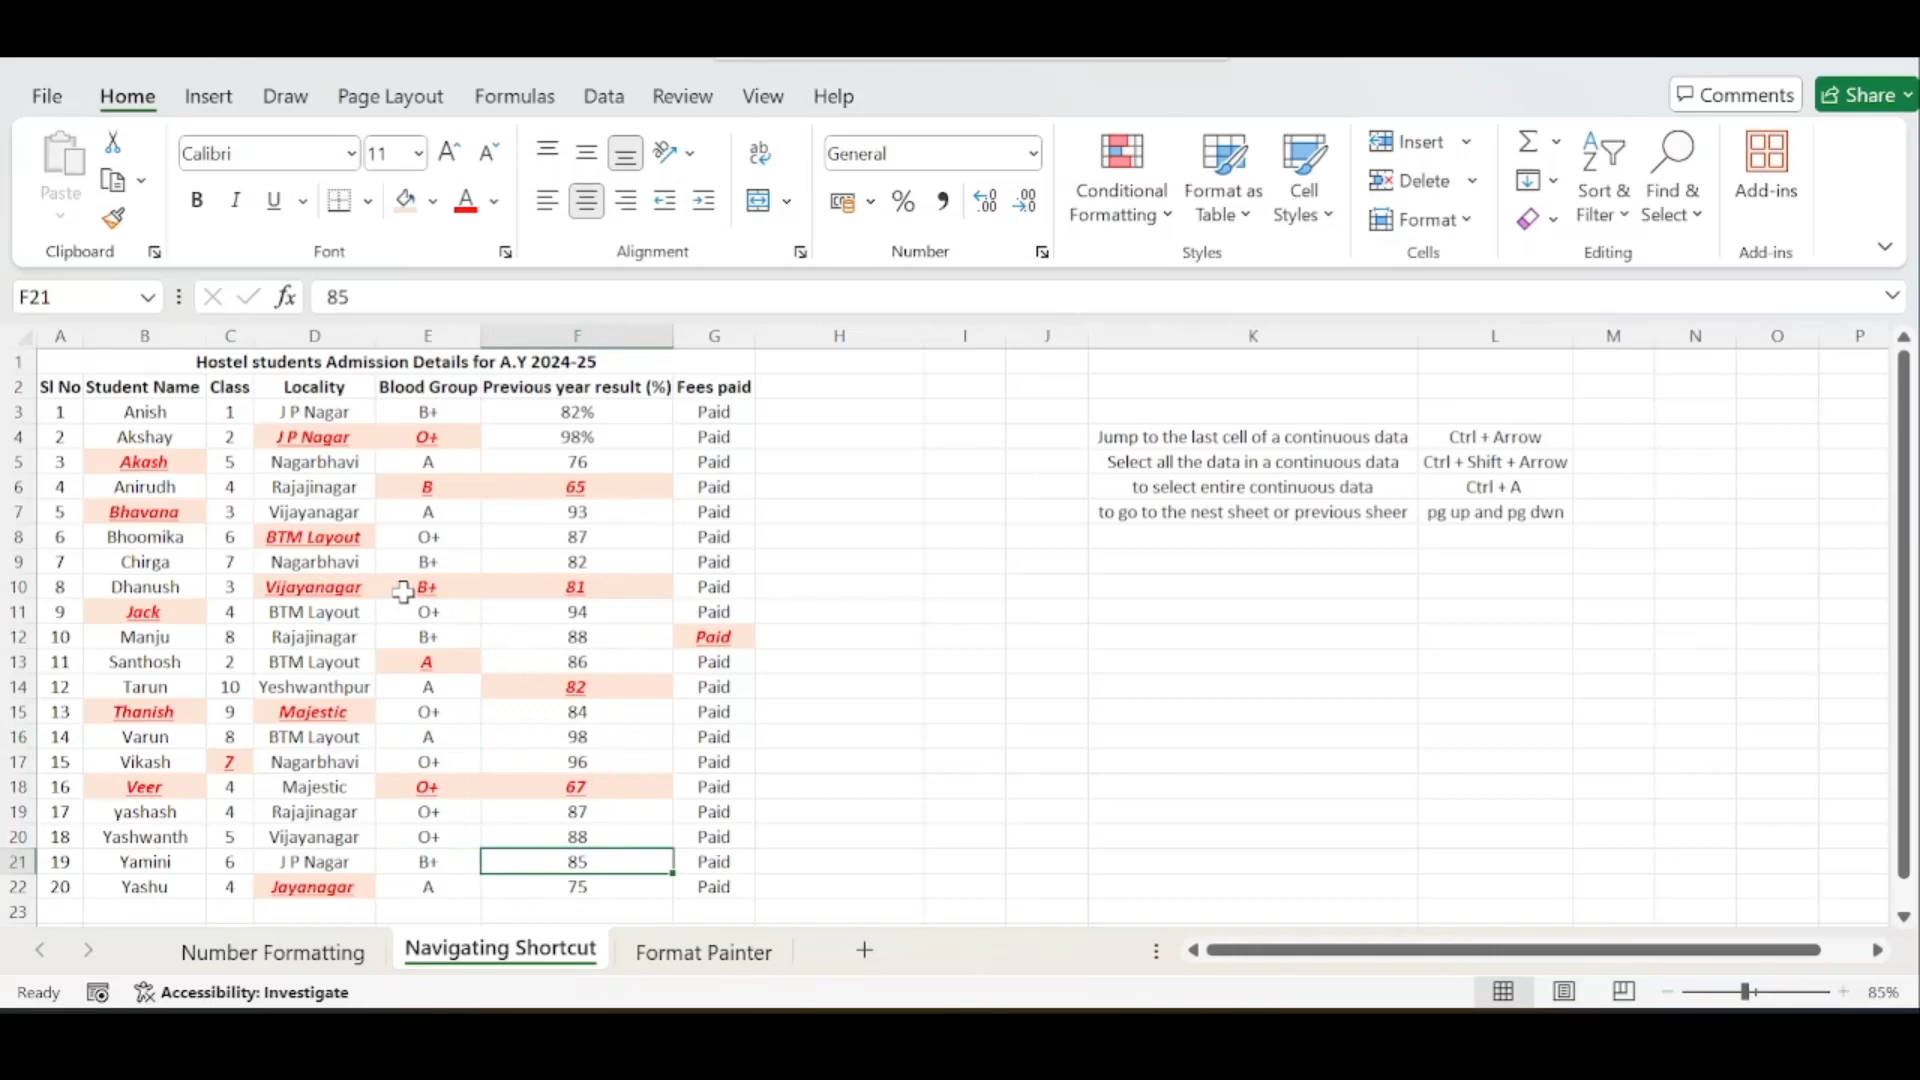 File Home Insert Draw Page Layout Formulas Data Review View Help Comments Share
Paste
Clipboard
Calibri 11
B I U A
Font
ab
Alignment
General
% 
Number
Conditional Formatting
Format as Table
Cell Styles
Styles
Insert
Delete
Format
Cells
Sort & Filter
Find & Select
Editing
Add-ins
Add-ins
F21 fx 85
A B C D E F G H I J K L M N O P
1 Hostel students Admission Details for A.Y 2024-25
2 Sl No Student Name Class Locality Blood Group Previous year result (%) Fees paid
3 1 Anish 1 J P Nagar B+ 82% Paid
4 2 Akshay 2 J P Nagar O+ 98% Paid Jump to the last cell of a continuous data Ctrl + Arrow
5 3 Akash 5 Nagarbhavi A 76 Paid Select all the data in a continuous data Ctrl + Shift + Arrow
6 4 Anirudh 4 Rajajinagar B 65 Paid to select entire continuous data Ctrl + A
7 5 Bhavana 3 Vijayanagar A 93 Paid to go to the nest sheet or previous sheer pg up and pg dwn
8 6 Bhoomika 6 BTM Layout O+ 87 Paid
9 7 Chirga 7 Nagarbhavi B+ 82 Paid
10 8 Dhanush 3 Vijayanagar B+ 81 Paid
11 9 Jack 4 BTM Layout O+ 94 Paid
12 10 Manju 8 Rajajinagar B+ 88 Paid
13 11 Santhosh 2 BTM Layout A 86 Paid
14 12 Tarun 10 Yeshwanthpur A 82 Paid
15 13 Thanish 9 Majestic O+ 84 Paid
16 14 Varun 8 BTM Layout A 98 Paid
17 15 Vikash 7 Nagarbhavi O+ 96 Paid
18 16 Veer 4 Majestic O+ 67 Paid
19 17 yashash 4 Rajajinagar O+ 87 Paid
20 18 Yashwanth 5 Vijayanagar O+ 88 Paid
21 19 Yamini 6 J P Nagar B+ 85 Paid
22 20 Yashu 4 Jayanagar A 75 Paid
23
Number Formatting Navigating Shortcut Format Painter +
Ready Accessibility: Investigate 85%